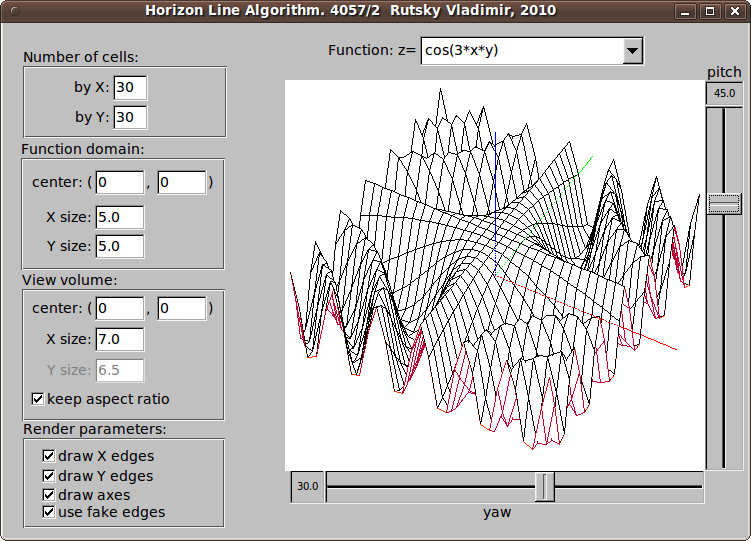 Horizon Line Algorithm. 4057/2 Rutsky Vladimir, 2010
Number of cells:
by X: 30
by Y: 30
Function domain:
center: ( 0 , 0 )
X size: 5.0
Y size: 5.0
View volume:
center: ( 0 , 0 )
X size: 7.0
Y size: 6.5
keep aspect ratio
Render parameters:
draw X edges
draw Y edges
draw axes
use fake edges
Function: z= cos(3*x*y)
pitch
45.0
30.0
yaw